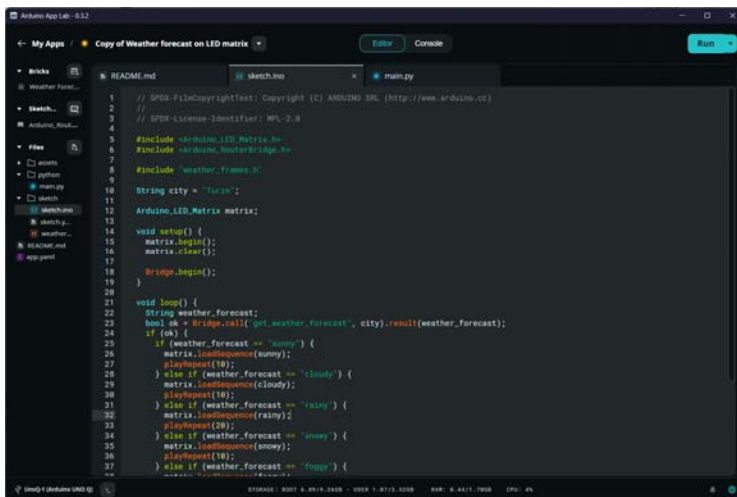 Arduino App Lab - 0.3.2
My Apps / Copy of Weather forecast on LED matrix
Editor Console
Run
Bricks
Weather Forec...
Sketch...
Arduino_Rout...
Files
assets
python
main.py
sketch
sketch.ino
sketch.y...
weather...
README.md
app.yaml
README.md sketch.ino × main.py
1 // SPDX-FileCopyrightText: Copyright (C) ARDUINO SRL (http://www.arduino.cc)
2 //
3 // SPDX-License-Identifier: MPL-2.0
4
5 #include <Arduino_LED_Matrix.h>
6 #include <Arduino_RouterBridge.h>
7
8 #include "weather_frames.h"
9
10 String city = "Turin";
11
12 Arduino_LED_Matrix matrix;
13
14 void setup() {
15 matrix.begin();
16 matrix.clear();
17
18 Bridge.begin();
19 }
20
21 void loop() {
22 String weather_forecast;
23 bool ok = Bridge.call("get_weather_forecast", city).result(weather_forecast);
24 if (ok) {
25 if (weather_forecast == "sunny") {
26 matrix.loadSequence(sunny);
27 playRepeat(10);
28 } else if (weather_forecast == "cloudy") {
29 matrix.loadSequence(cloudy);
30 playRepeat(10);
31 } else if (weather_forecast == "rainy") {
32 matrix.loadSequence(rainy);
33 playRepeat(20);
34 } else if (weather_forecast == "snowy") {
35 matrix.loadSequence(snowy);
36 playRepeat(10);
37 } else if (weather_forecast == "foggy") {
UnoQ-1 (Arduino UNO Q)
CPU: 4%